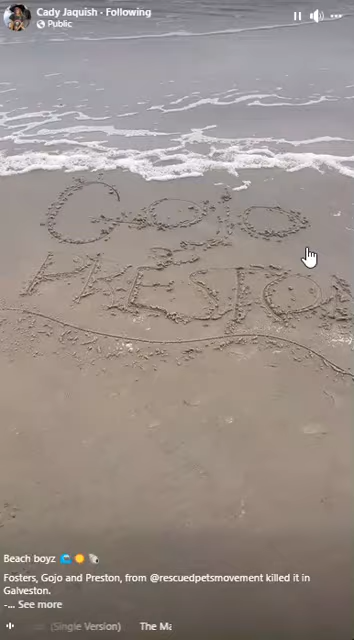 Cady Jaquish · Following
Public
Gojo
&
PRESTON
Beach boyz 🌊☀️🐕
Fosters, Gojo and Preston, from @rescuedpetsmovement killed it in
Galveston.
-... See more
(Single Version) The Ma